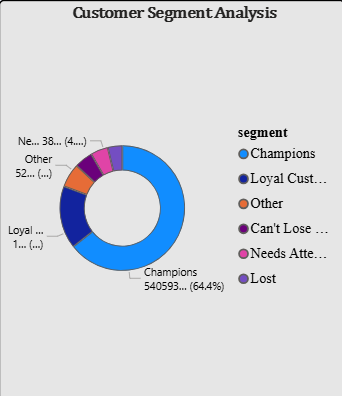 Customer Segment Analysis
Ne... 38... (4....)
Other
52... (...)
Loyal ...
1... (...)
Champions
540593... (64.4%)
segment
Champions
Loyal Cust...
Other
Can't Lose ...
Needs Atte...
Lost